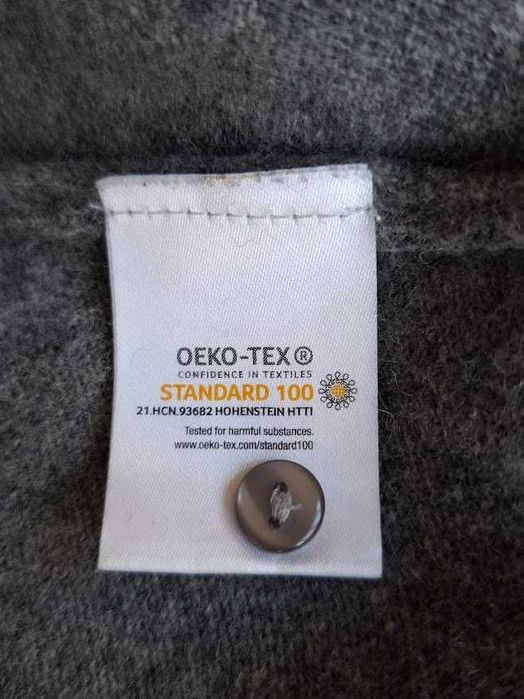 OEKO-TEX®
CONFIDENCE IN TEXTILES
STANDARD 100
21.HCN.93682 HOHENSTEIN HTTI
Tested for harmful substances.
www.oeko-tex.com/standard100